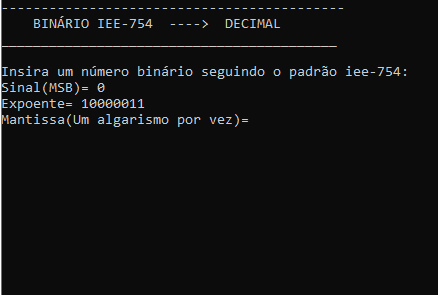 -------------------------------------------
BINÁRIO IEE-754 ----> DECIMAL
__________________________________________
Insira um número binário seguindo o padrão iee-754:
Sinal(MSB)= 0
Expoente= 10000011
Mantissa(Um algarismo por vez)=